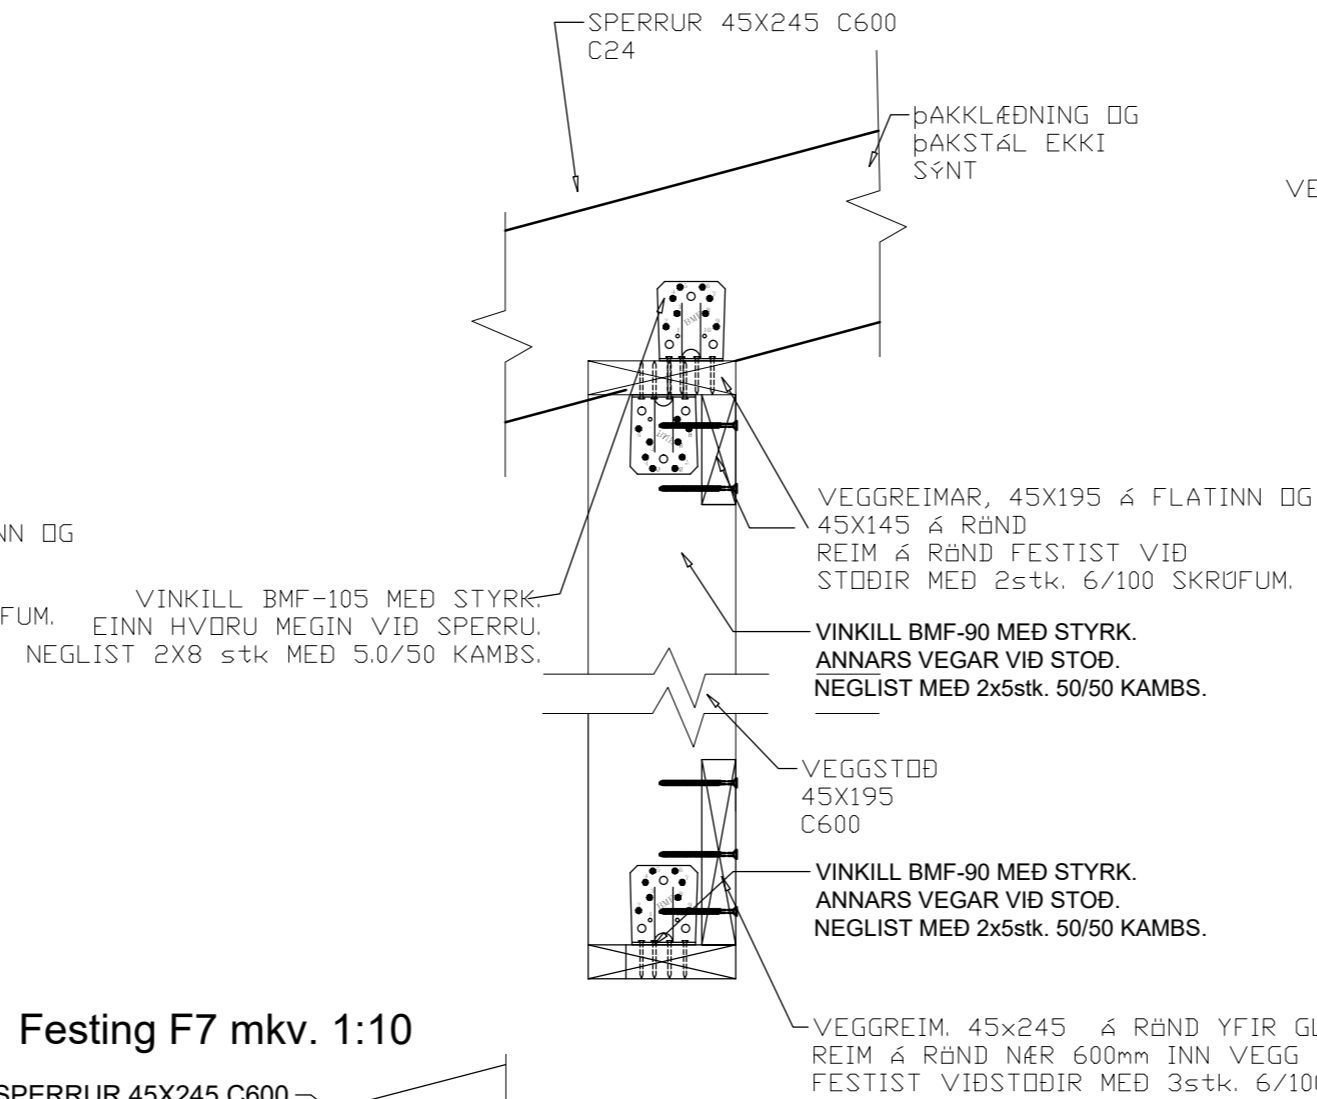 SPERRUR 45X245 C600
C24
ÞAKKLÆÐNING OG
ÞAKSTÁL EKKI
SÝNT
VE
BMF
VEGGREIMAR, 45X195 Á FLATINN OG
45X145 Á RÖND
REIM Á RÖND FESTIST VIÐ
STOÐIR MEÐ 2stk. 6/100 SKRÚFUM.
NN OG
FUM.
VINKILL BMF-105 MEÐ STYRK.
EINN HVORU MEGIN VIÐ SPERRU.
NEGLIST 2X8 stk MEÐ 5.0/50 KAMBS.
VINKILL BMF-90 MEÐ STYRK.
ANNARS VEGAR VIÐ STOÐ.
NEGLIST MEÐ 2x5stk. 50/50 KAMBS.
VEGGSTOÐ
45X195
C600
VINKILL BMF-90 MEÐ STYRK.
ANNARS VEGAR VIÐ STOÐ.
NEGLIST MEÐ 2x5stk. 50/50 KAMBS.
BMF
Festing F7 mkv. 1:10
VEGGREIM. 45x245 Á RÖND YFIR GL
REIM Á RÖND NÆR 600mm INN VEGG
FESTIST VIÐSTOÐIR MEÐ 3stk. 6/100
SPERRUR 45X245 C600